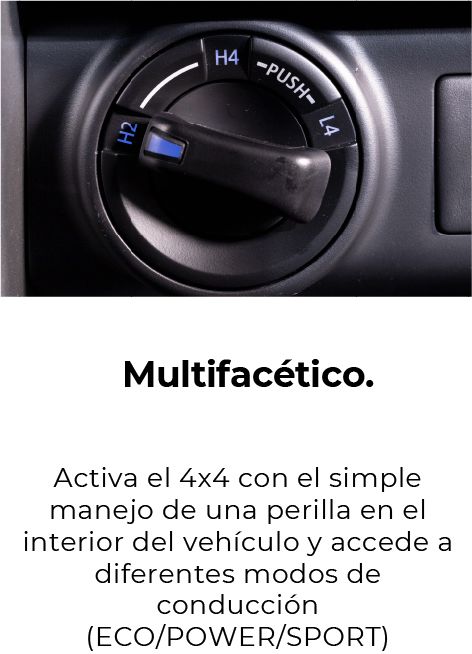 H4
-PUSH-
L4
H2
Multifacético.
Activa el 4x4 con el simple
manejo de una perilla en el
interior del vehículo y accede a
diferentes modos de
conducción
(ECO/POWER/SPORT)